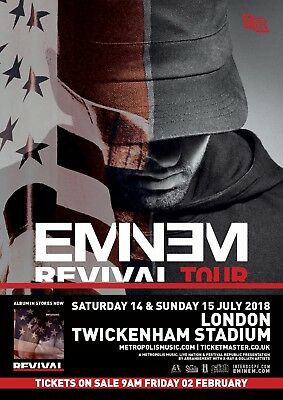 EMINEM
REVIVAL TOUR
ALBUM IN STORES NOW
REVIVAL
SATURDAY 14 & SUNDAY 15 JULY 2018
LONDON
TWICKENHAM STADIUM
METROPOLISMUSIC.COM | TICKETMASTER.CO.UK
A METROPOLIS MUSIC, LIVE NATION & FESTIVAL REPUBLIC PRESENTATION
BY ARRANGEMENT WITH X-RAY & GOLIATH ARTISTS
INTERSCOPE.COM
EMINEM.COM
TICKETS ON SALE 9AM FRIDAY 02 FEBRUARY